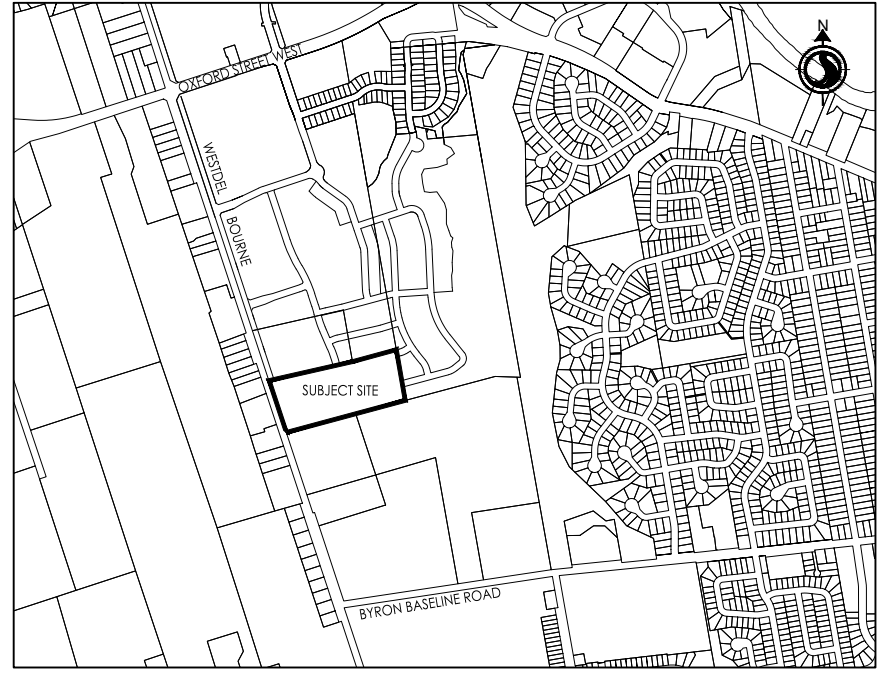 N
OXFORD STREET WEST
WESTDEL
BOURNE
SUBJECT SITE
BYRON BASELINE ROAD